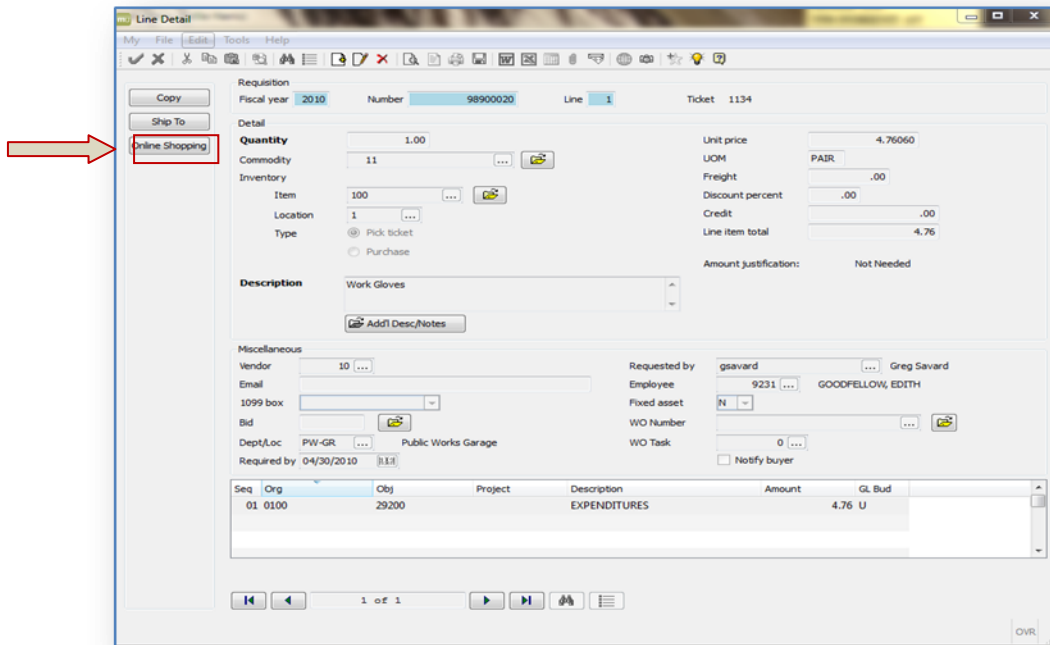 Line Detail
My File Edit Tools Help
Copy
Ship To
Online Shopping
Requisition
Fiscal year 2010 Number 98900020 Line 1 Ticket 1134
Detail
Quantity 1.00 Unit price 4.76060
Commodity 11 ... UOM PAIR
Inventory Freight .00
Item 100 ... Discount percent .00
Location 1 ... Credit .00
Type Pick ticket Line item total 4.76
Purchase
Amount justification: Not Needed
Description Work Gloves
Add'l Desc/Notes
Miscellaneous
Vendor 10 ... Requested by gsavard ... Greg Savard
Email Employee 9231 ... GOODFELLOW, EDITH
1099 box Fixed asset N
Bid WO Number ...
Dept/Loc PW-GR ... Public Works Garage WO Task 0 ...
Required by 04/30/2010 Notify buyer
Seq Org Obj Project Description Amount GL Bud
01 0100 29200 EXPENDITURES 4.76 U
1 of 1
OVR